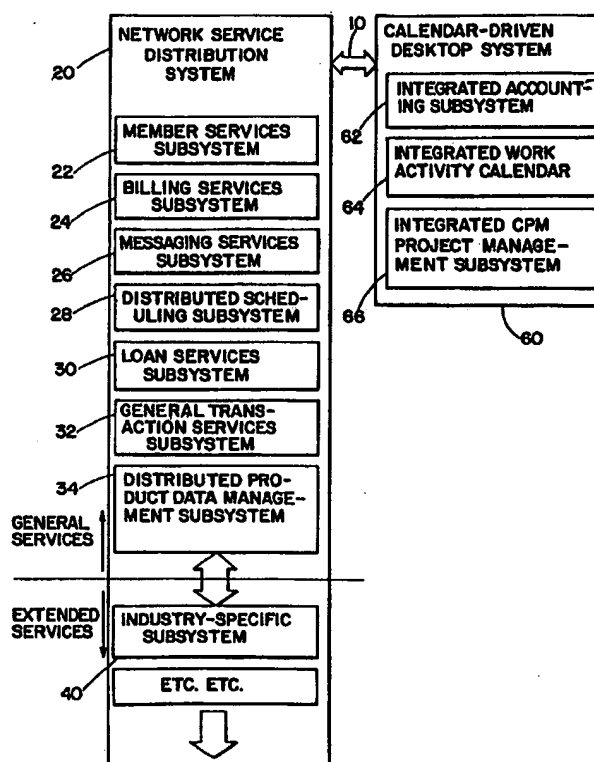 NETWORK SERVICE
DISTRIBUTION
SYSTEM
20
10
CALENDAR-DRIVEN
DESKTOP SYSTEM
INTEGRATED ACCOUNT-
ING SUBSYSTEM
62
INTEGRATED WORK
ACTIVITY CALENDAR
64
INTEGRATED CPM
PROJECT MANAGE-
MENT SUBSYSTEM
66
60
MEMBER SERVICES
SUBSYSTEM
22
BILLING SERVICES
SUBSYSTEM
24
MESSAGING SERVICES
SUBSYSTEM
26
DISTRIBUTED SCHED-
ULING SUBSYSTEM
28
LOAN SERVICES
SUBSYSTEM
30
GENERAL TRANS-
ACTION SERVICES
SUBSYSTEM
32
DISTRIBUTED PRO-
DUCT DATA MANAGE-
MENT SUBSYSTEM
34
GENERAL
SERVICES
EXTENDED
SERVICES
INDUSTRY-SPECIFIC
SUBSYSTEM
40
ETC. ETC.